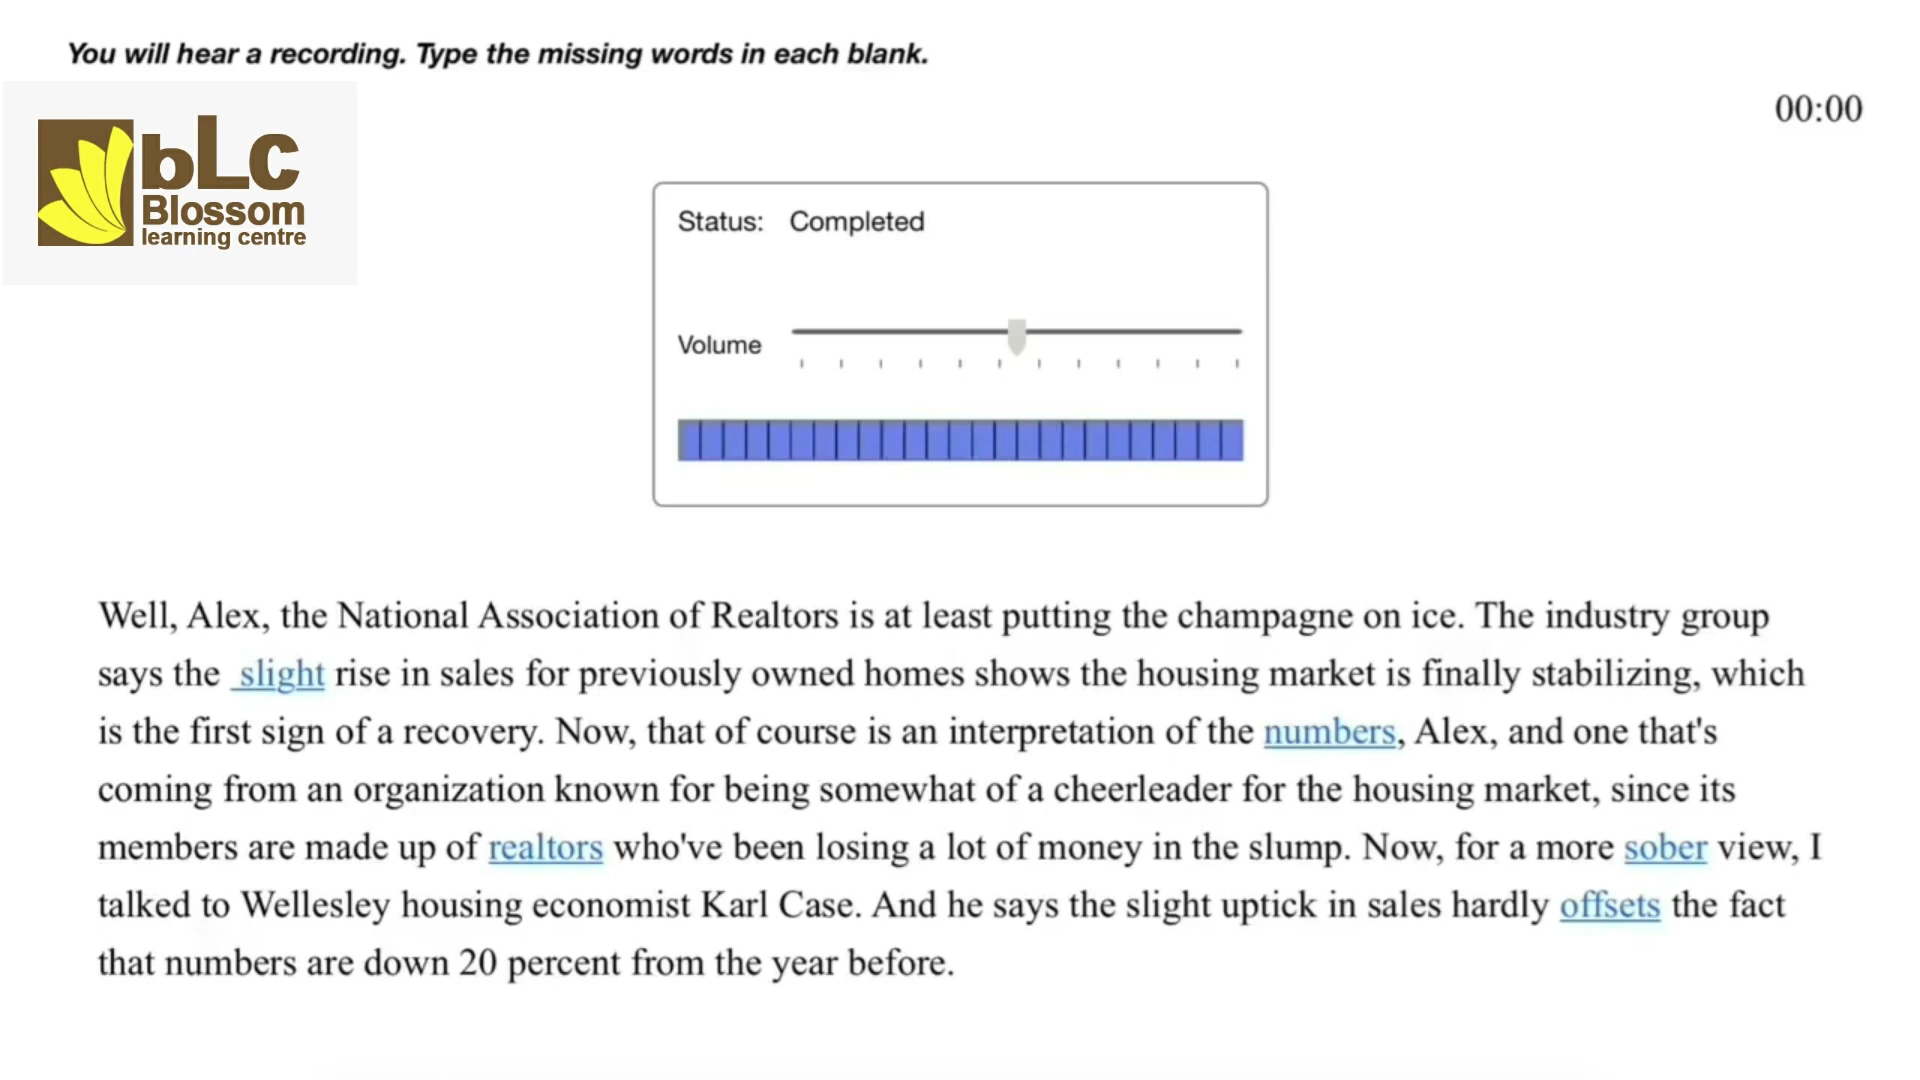 You will hear a recording. Type the missing words in each blank.
bLc
Blossom
learning centre
00:00
Status: Completed
Volume
Well, Alex, the National Association of Realtors is at least putting the champagne on ice. The industry group
says the slight rise in sales for previously owned homes shows the housing market is finally stabilizing, which
is the first sign of a recovery. Now, that of course is an interpretation of the numbers, Alex, and one that's
coming from an organization known for being somewhat of a cheerleader for the housing market, since its
members are made up of realtors who've been losing a lot of money in the slump. Now, for a more sober view, I
talked to Wellesley housing economist Karl Case. And he says the slight uptick in sales hardly offsets the fact
that numbers are down 20 percent from the year before.